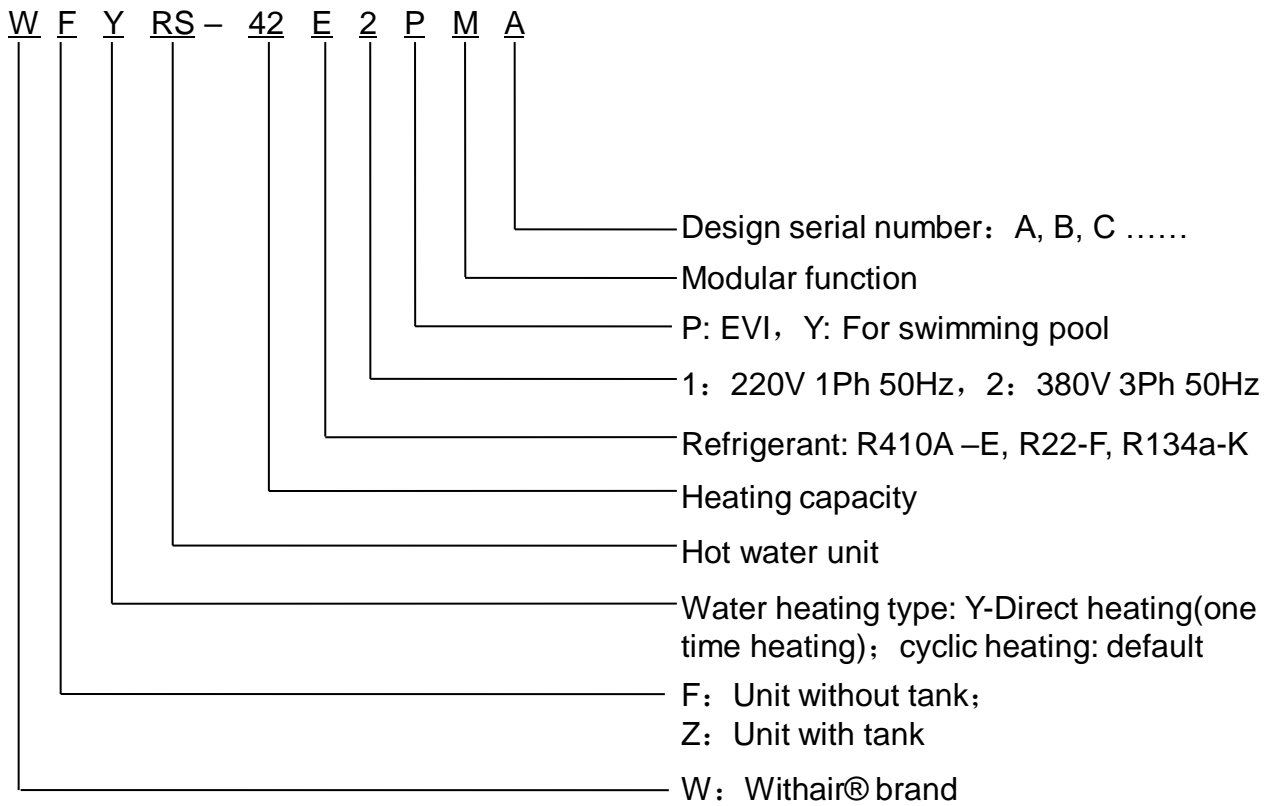 W F Y RS – 42 E 2 P M A
Design serial number：A, B, C ……
Modular function
P: EVI，Y: For swimming pool
1：220V 1Ph 50Hz，2：380V 3Ph 50Hz
Refrigerant: R410A –E, R22-F, R134a-K
Heating capacity
Hot water unit
Water heating type: Y-Direct heating(one
time heating)；cyclic heating: default
F：Unit without tank；
Z：Unit with tank
W：Withair® brand